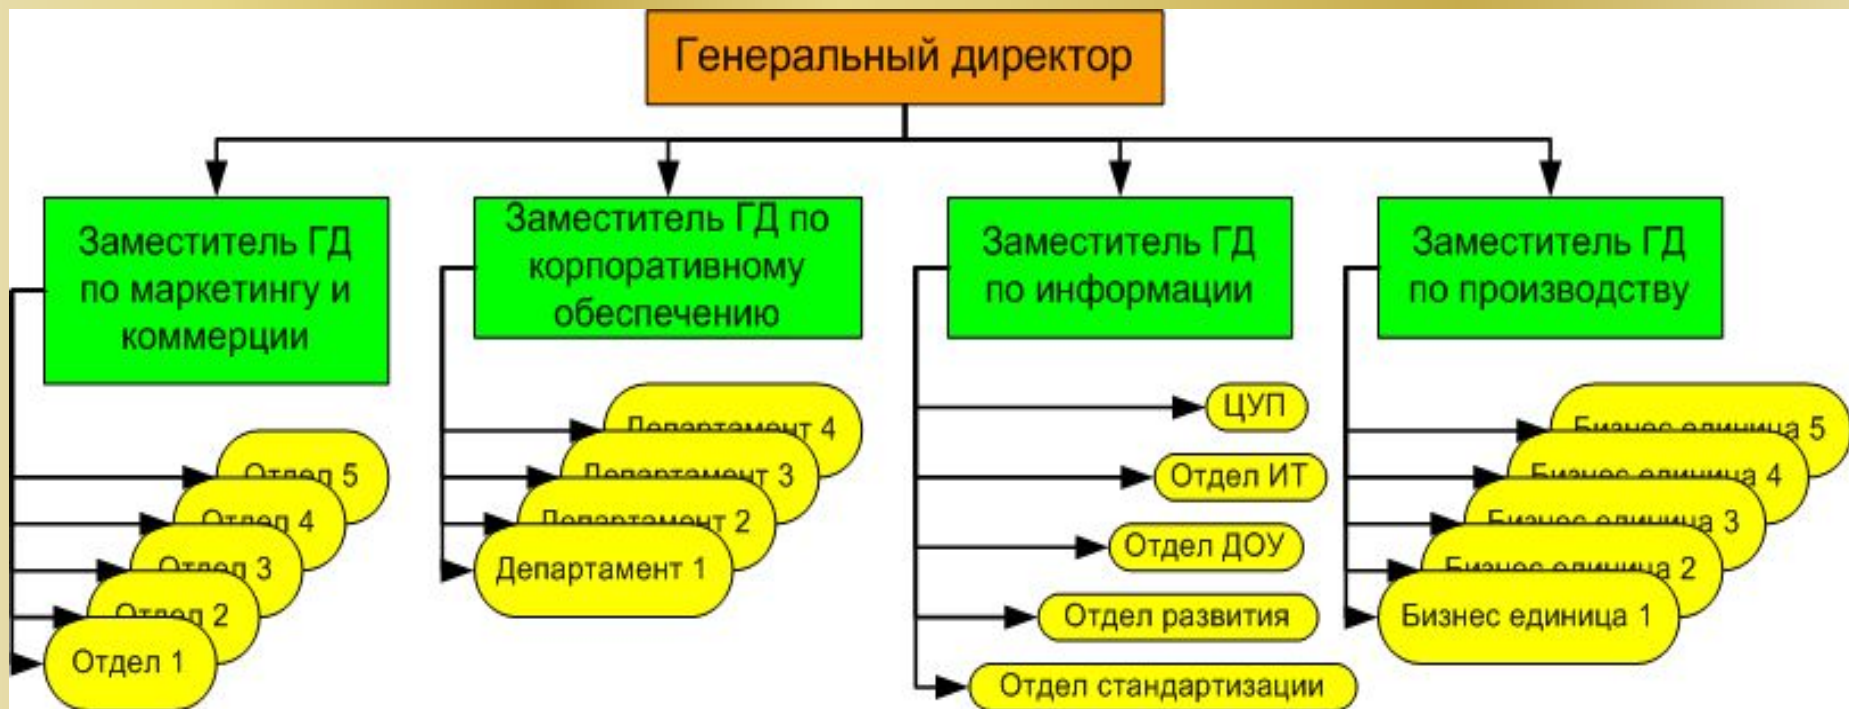 Генеральный директор
Заместитель ГД
по маркетингу и
коммерции
Заместитель ГД по
корпоративному
обеспечению
Заместитель ГД
по информации
Заместитель ГД
по производству
Отдел 5
Отдел 4
Отдел 3
Отдел 2
Отдел 1
Департамент 4
Департамент 3
Департамент 2
Департамент 1
ЦУП
Отдел ИТ
Отдел ДОУ
Отдел развития
Отдел стандартизации
Бизнес единица 5
Бизнес единица 4
Бизнес единица 3
Бизнес единица 2
Бизнес единица 1